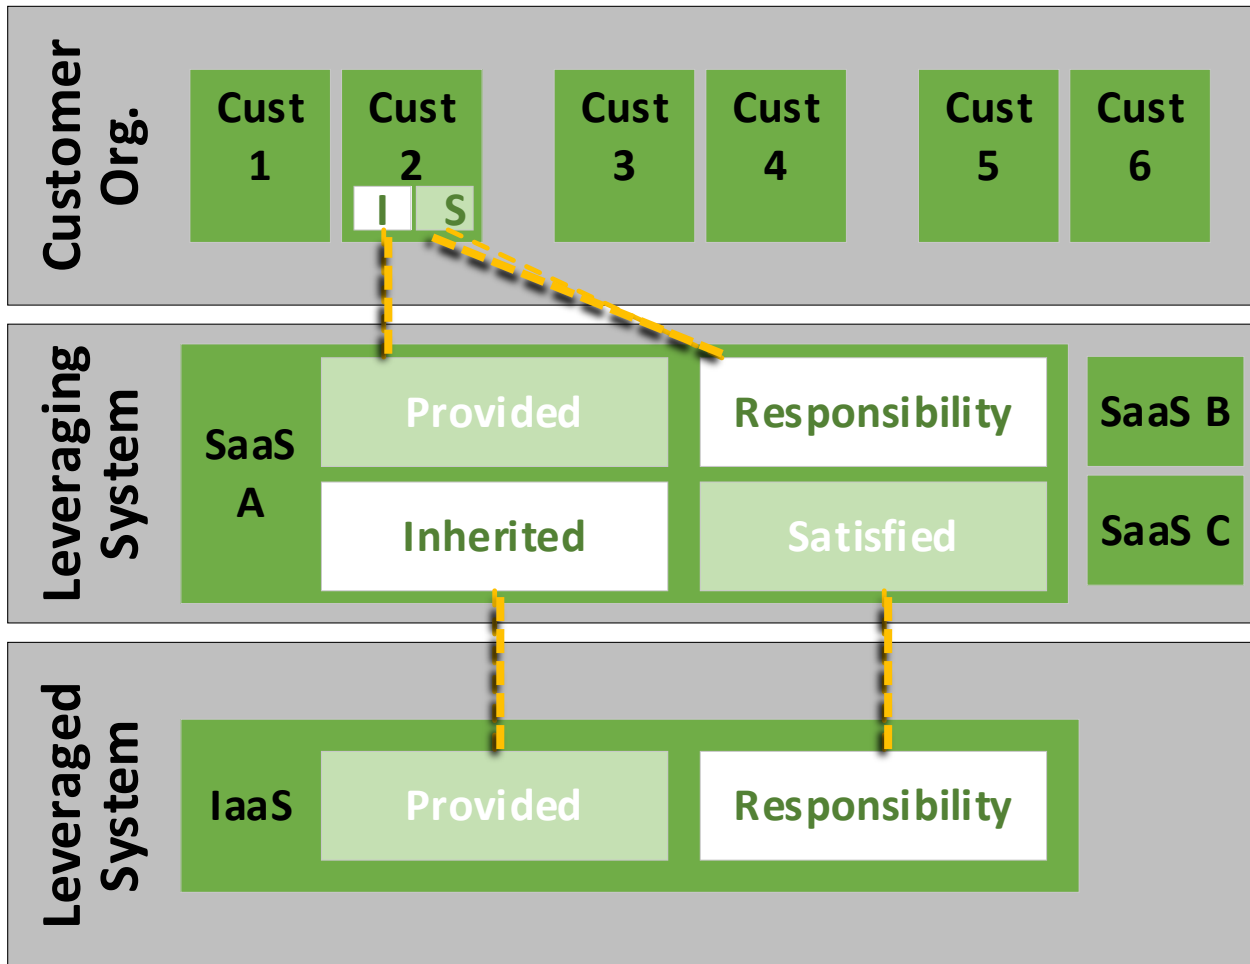 Customer
Org.
Cust
1
Cust
2
I
S
Cust
3
Cust
4
Cust
5
Cust
6
Leveraging
System
SaaS
A
Provided
Responsibility
Inherited
Satisfied
SaaS B
SaaS C
Leveraged
System
IaaS
Provided
Responsibility